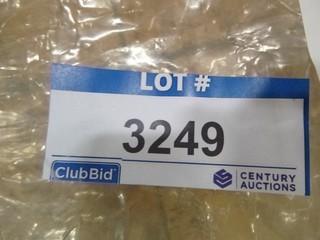 LOT #
3249
ClubBid
CENTURY
AUCTIONS